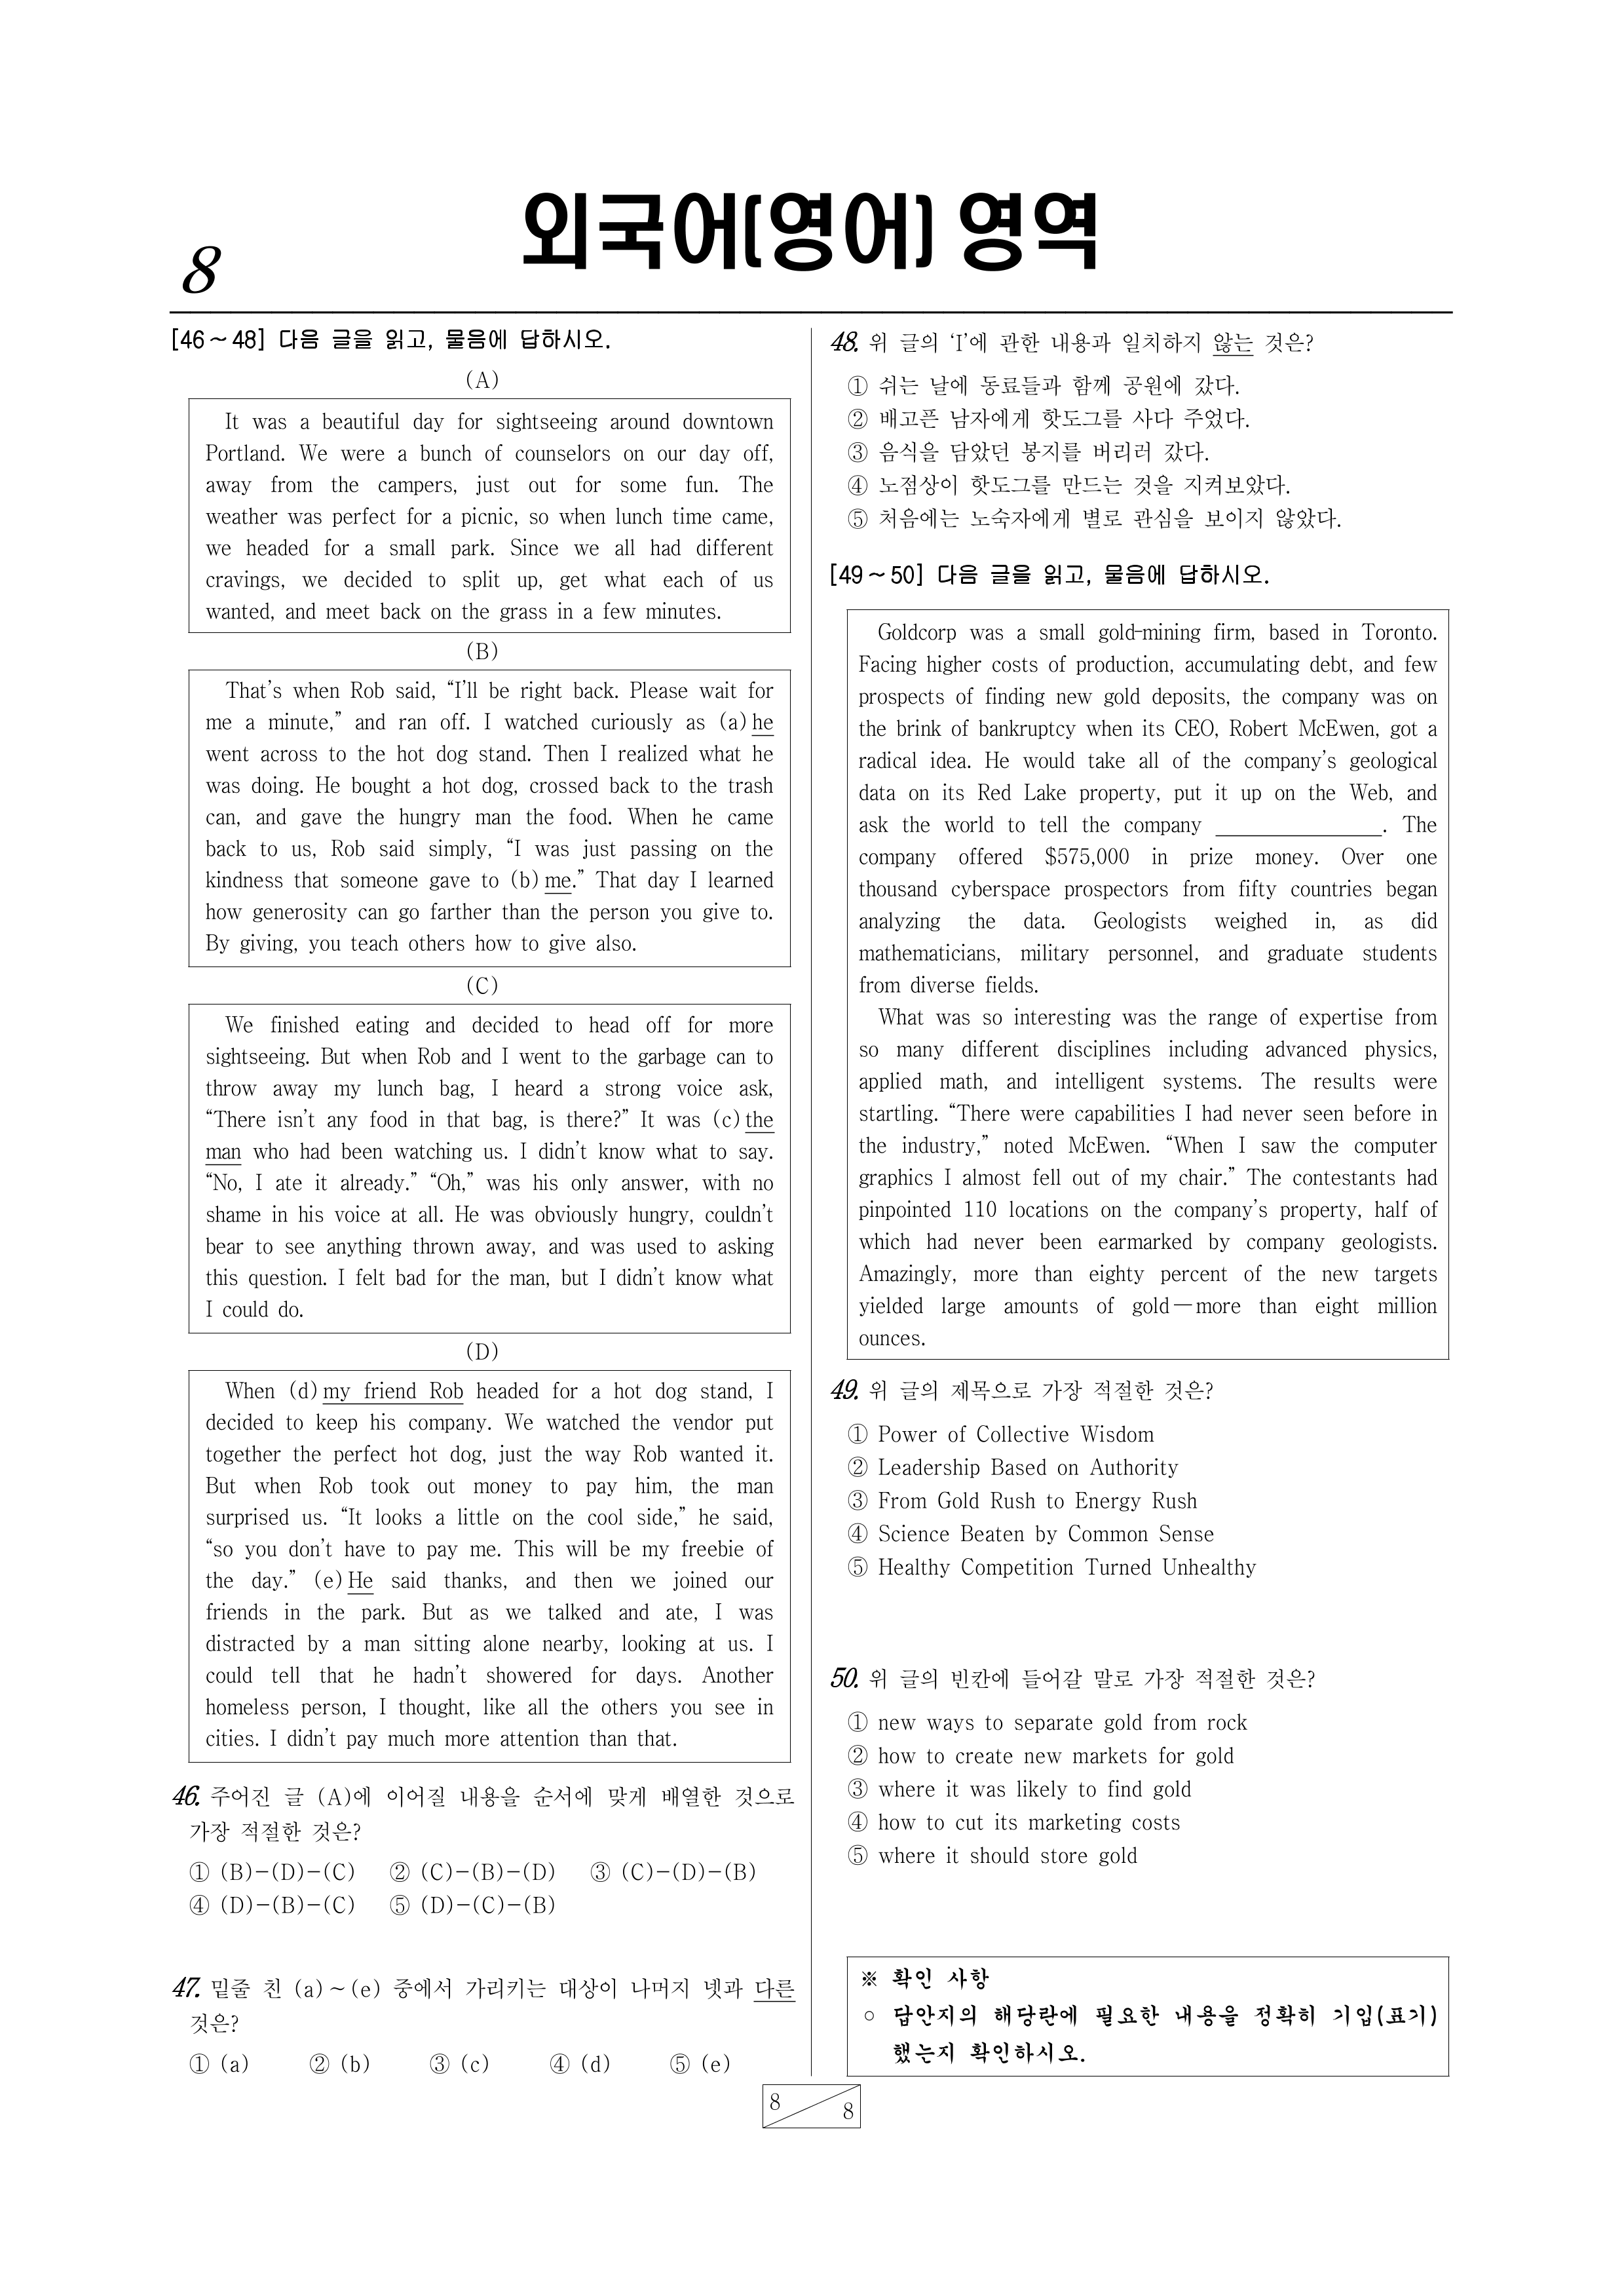 8
외국어(영어) 영역
[46~48] 다음 글을 읽고, 물음에 답하시오.
(A)
It was a beautiful day for sightseeing around downtown
Portland. We were a bunch of counselors on our day off,
away from the campers, just out for some fun. The
weather was perfect for a picnic, so when lunch time came,
we headed for a small park. Since we all had different
cravings, we decided to split up, get what each of us
wanted, and meet back on the grass in a few minutes.
(B)
That's when Rob said, “I'll be right back. Please wait for
me a minute,” and ran off. I watched curiously as (a) he
went across to the hot dog stand. Then I realized what he
was doing. He bought a hot dog, crossed back to the trash
can, and gave the hungry man the food. When he came
back to us, Rob said simply, “I was just passing on the
kindness that someone gave to (b) me.” That day I learned
how generosity can go farther than the person you give to.
By giving, you teach others how to give also.
(C)
We finished eating and decided to head off for more
sightseeing. But when Rob and I went to the garbage can to
throw away my lunch bag, I heard a strong voice ask,
“There isn't any food in that bag, is there?” It was (c) the
man who had been watching us. I didn't know what to say.
“No, I ate it already.” “Oh,” was his only answer, with no
shame in his voice at all. He was obviously hungry, couldn't
bear to see anything thrown away, and was used to asking
this question. I felt bad for the man, but I didn't know what
I could do.
(D)
When (d) my friend Rob headed for a hot dog stand, I
decided to keep his company. We watched the vendor put
together the perfect hot dog, just the way Rob wanted it.
But when Rob took out money to pay him, the man
surprised us. “It looks a little on the cool side,” he said,
“so you don't have to pay me. This will be my freebie of
the day.” (e) He said thanks, and then we joined our
friends in the park. But as we talked and ate, I was
distracted by a man sitting alone nearby, looking at us. I
could tell that he hadn't showered for days. Another
homeless person, I thought, like all the others you see in
cities. I didn't pay much more attention than that.
46. 주어진 글 (A)에 이어질 내용을 순서에 맞게 배열한 것으로
가장 적절한 것은?
① (B)-(D)-(C) ② (C)-(B)-(D) ③ (C)-(D)-(B)
④ (D)-(B)-(C) ⑤ (D)-(C)-(B)
47. 밑줄 친 (a)~(e) 중에서 가리키는 대상이 나머지 넷과 다른
것은?
① (a) ② (b) ③ (c) ④ (d) ⑤ (e)
48. 위 글의 ‘I’에 관한 내용과 일치하지 않는 것은?
① 쉬는 날에 동료들과 함께 공원에 갔다.
② 배고픈 남자에게 핫도그를 사다 주었다.
③ 음식을 담았던 봉지를 버리러 갔다.
④ 노점상이 핫도그를 만드는 것을 지켜보았다.
⑤ 처음에는 노숙자에게 별로 관심을 보이지 않았다.
[49~50] 다음 글을 읽고, 물음에 답하시오.
Goldcorp was a small gold-mining firm, based in Toronto.
Facing higher costs of production, accumulating debt, and few
prospects of finding new gold deposits, the company was on
the brink of bankruptcy when its CEO, Robert McEwen, got a
radical idea. He would take all of the company's geological
data on its Red Lake property, put it up on the Web, and
ask the world to tell the company ______________. The
company offered $575,000 in prize money. Over one
thousand cyberspace prospectors from fifty countries began
analyzing the data. Geologists weighed in, as did
mathematicians, military personnel, and graduate students
from diverse fields.
What was so interesting was the range of expertise from
so many different disciplines including advanced physics,
applied math, and intelligent systems. The results were
startling. “There were capabilities I had never seen before in
the industry,” noted McEwen. “When I saw the computer
graphics I almost fell out of my chair.” The contestants had
pinpointed 110 locations on the company's property, half of
which had never been earmarked by company geologists.
Amazingly, more than eighty percent of the new targets
yielded large amounts of gold―more than eight million
ounces.
49. 위 글의 제목으로 가장 적절한 것은?
① Power of Collective Wisdom
② Leadership Based on Authority
③ From Gold Rush to Energy Rush
④ Science Beaten by Common Sense
⑤ Healthy Competition Turned Unhealthy
50. 위 글의 빈칸에 들어갈 말로 가장 적절한 것은?
① new ways to separate gold from rock
② how to create new markets for gold
③ where it was likely to find gold
④ how to cut its marketing costs
⑤ where it should store gold
※ 확인 사항
○ 답안지의 해당란에 필요한 내용을 정확히 기입(표기)
했는지 확인하시오.
8
8